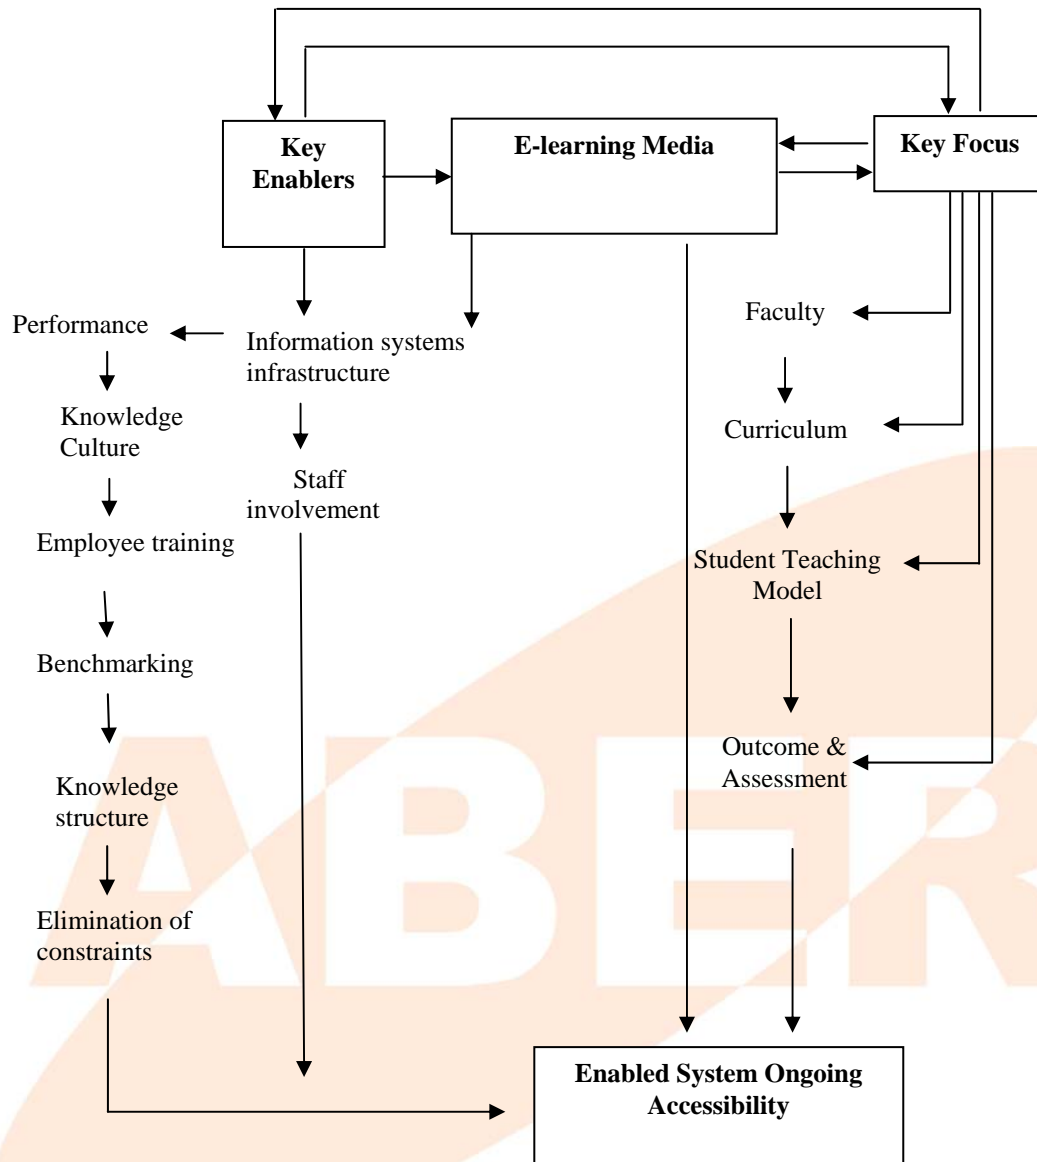 Key
Enablers
E-learning Media
Key Focus
Performance
Information systems
infrastructure
Faculty
Knowledge
Culture
Curriculum
Staff
involvement
Employee training
Student Teaching
Model
Benchmarking
Outcome &
Assessment
Knowledge
structure
Elimination of
constraints
Enabled System Ongoing
Accessibility
ABER